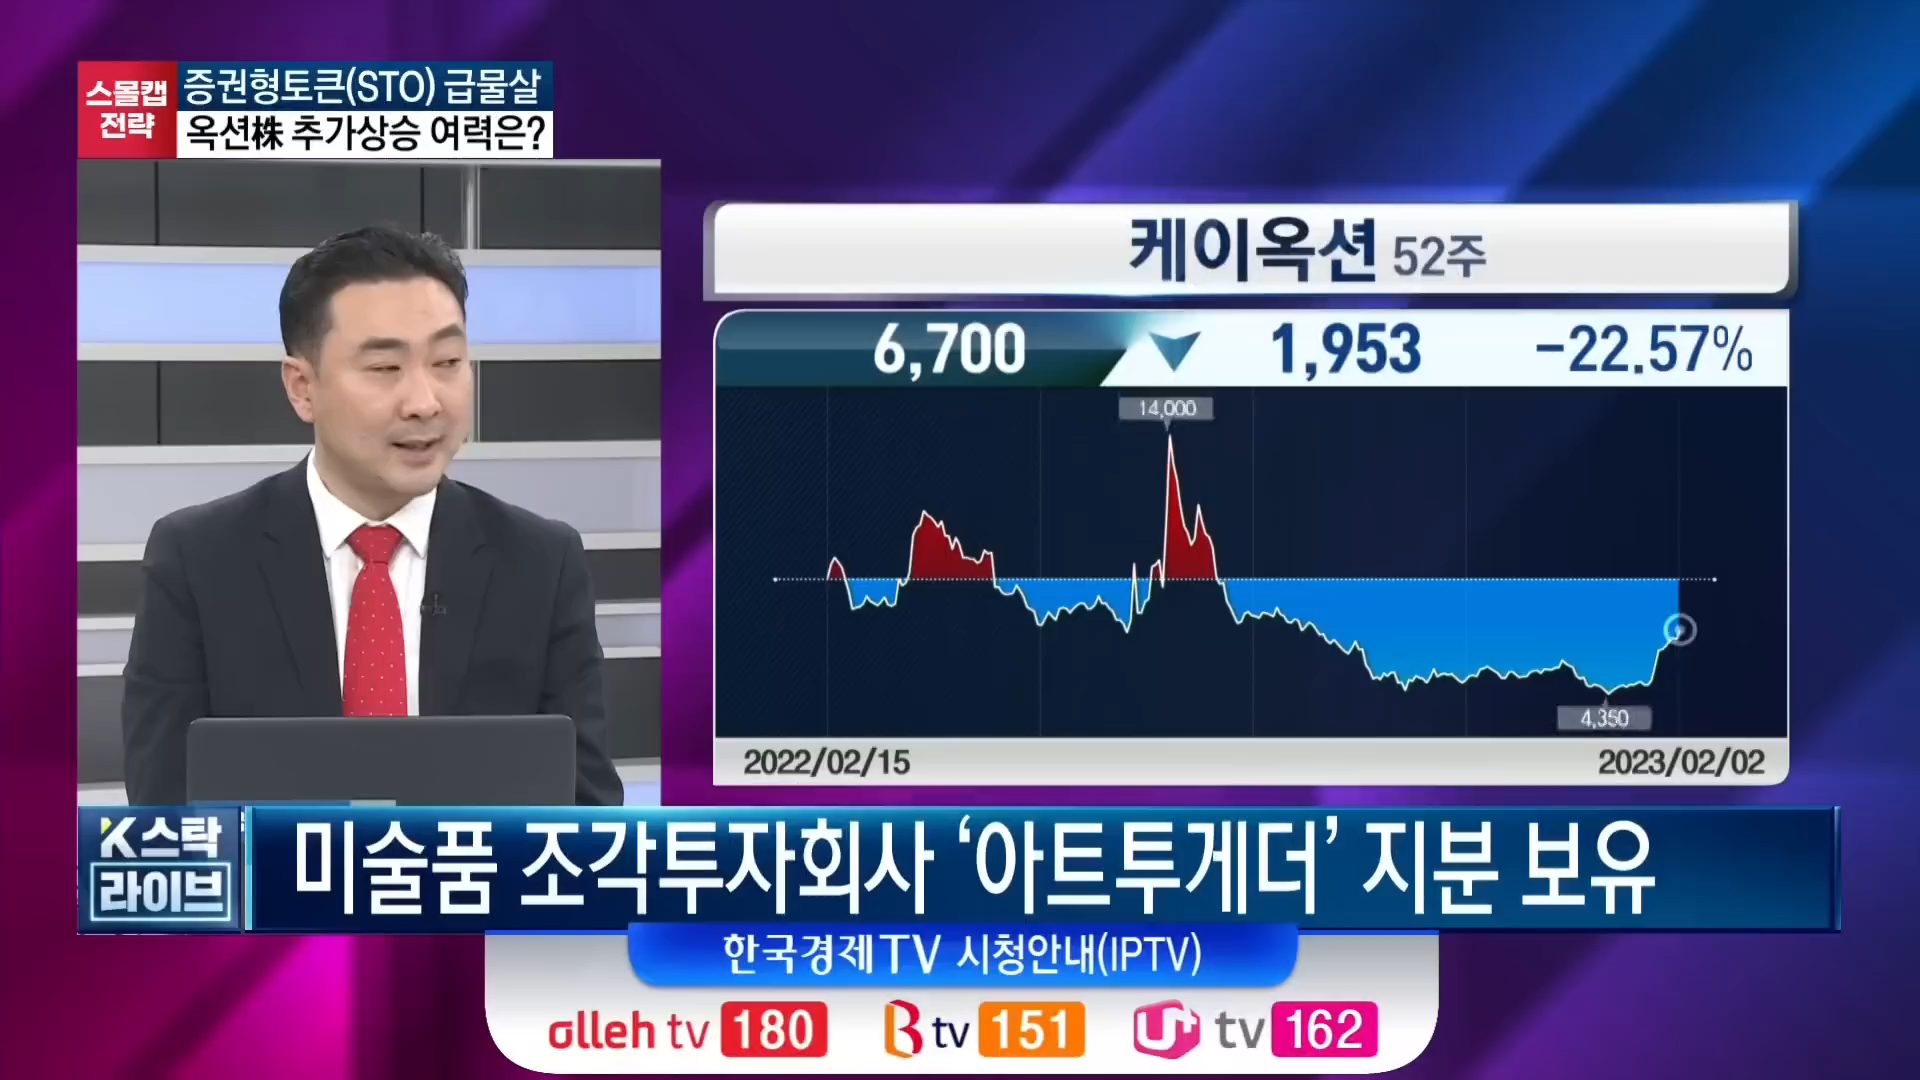 스몰캡
전략
증권형토큰(STO) 급물살
옥션株 추가상승 여력은?
케이옥션 52주
6,700 ▼ 1,953 -22.57%
14,000
4,350
2022/02/15 2023/02/02
K스탁
라이브
미술품 조각투자회사 ‘아트투게더’ 지분 보유
한국경제TV 시청안내(IPTV)
olleh tv 180 B tv 151 U+ tv 162